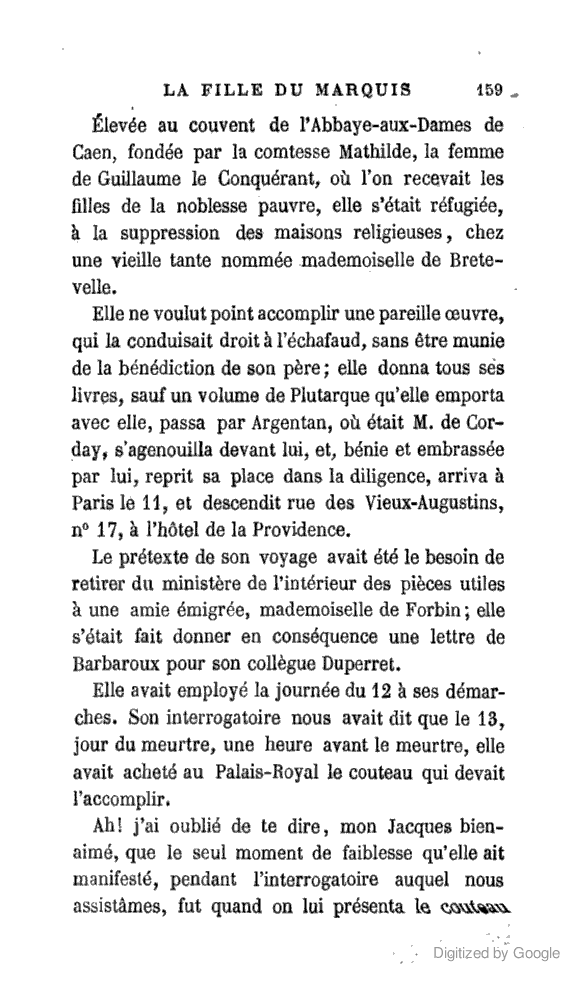 LA FILLE DU MARQUIS 159
Élevée au couvent de l'Abbaye-aux-Dames de
Caen, fondée par la comtesse Mathilde, la femme
de Guillaume le Conquérant, où l'on recevait les
filles de la noblesse pauvre, elle s'était réfugiée,
à la suppression des maisons religieuses, chez
une vieille tante nommée mademoiselle de Brete-
velle.
Elle ne voulut point accomplir une pareille œuvre,
qui la conduisait droit à l'échafaud, sans être munie
de la bénédiction de son père; elle donna tous ses
livres, sauf un volume de Plutarque qu'elle emporta
avec elle, passa par Argentan, où était M. de Cor-
day, s'agenouilla devant lui, et, bénie et embrassée
par lui, reprit sa place dans la diligence, arriva à
Paris le 11, et descendit rue des Vieux-Augustins,
nº 17, à l'hôtel de la Providence.
Le prétexte de son voyage avait été le besoin de
retirer du ministère de l'intérieur des pièces utiles
à une amie émigrée, mademoiselle de Forbin; elle
s'était fait donner en conséquence une lettre de
Barbaroux pour son collègue Duperret.
Elle avait employé la journée du 12 à ses démar-
ches. Son interrogatoire nous avait dit que le 13,
jour du meurtre, une heure avant le meurtre, elle
avait acheté au Palais-Royal le couteau qui devait
l'accomplir.
Ah! j'ai oublié de te dire, mon Jacques bien-
aimé, que le seul moment de faiblesse qu'elle ait
manifesté, pendant l'interrogatoire auquel nous
assistâmes, fut quand on lui présenta le couteau
Digitized by Google